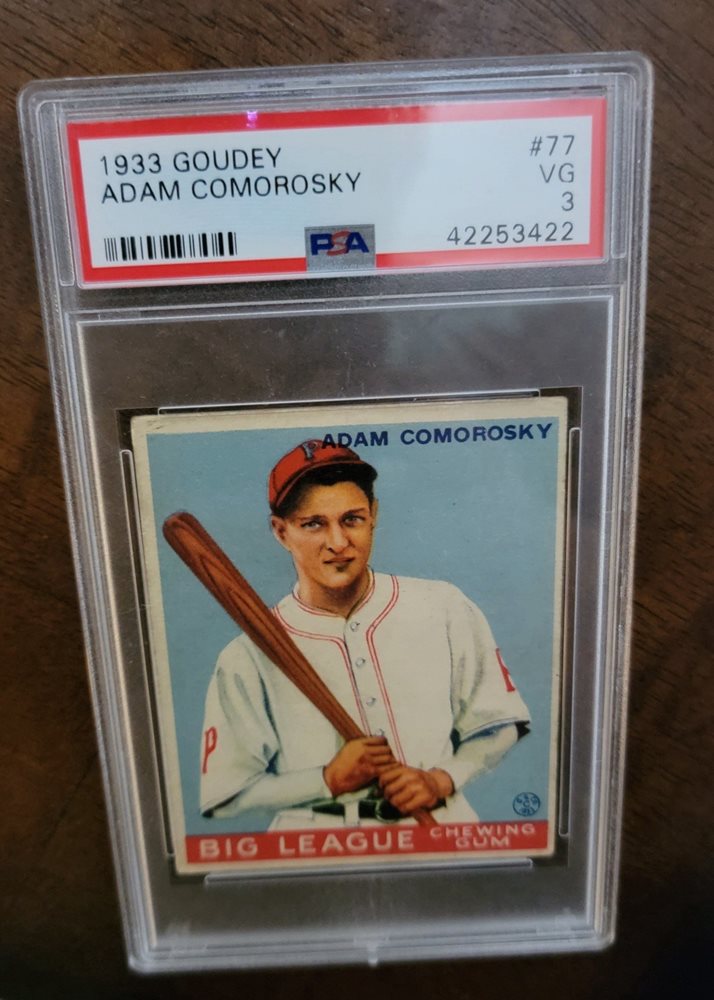 1933 GOUDEY #77
ADAM COMOROSKY VG
3
PSA 42253422
P
ADAM COMOROSKY
P
BIG LEAGUE CHEWING GUM